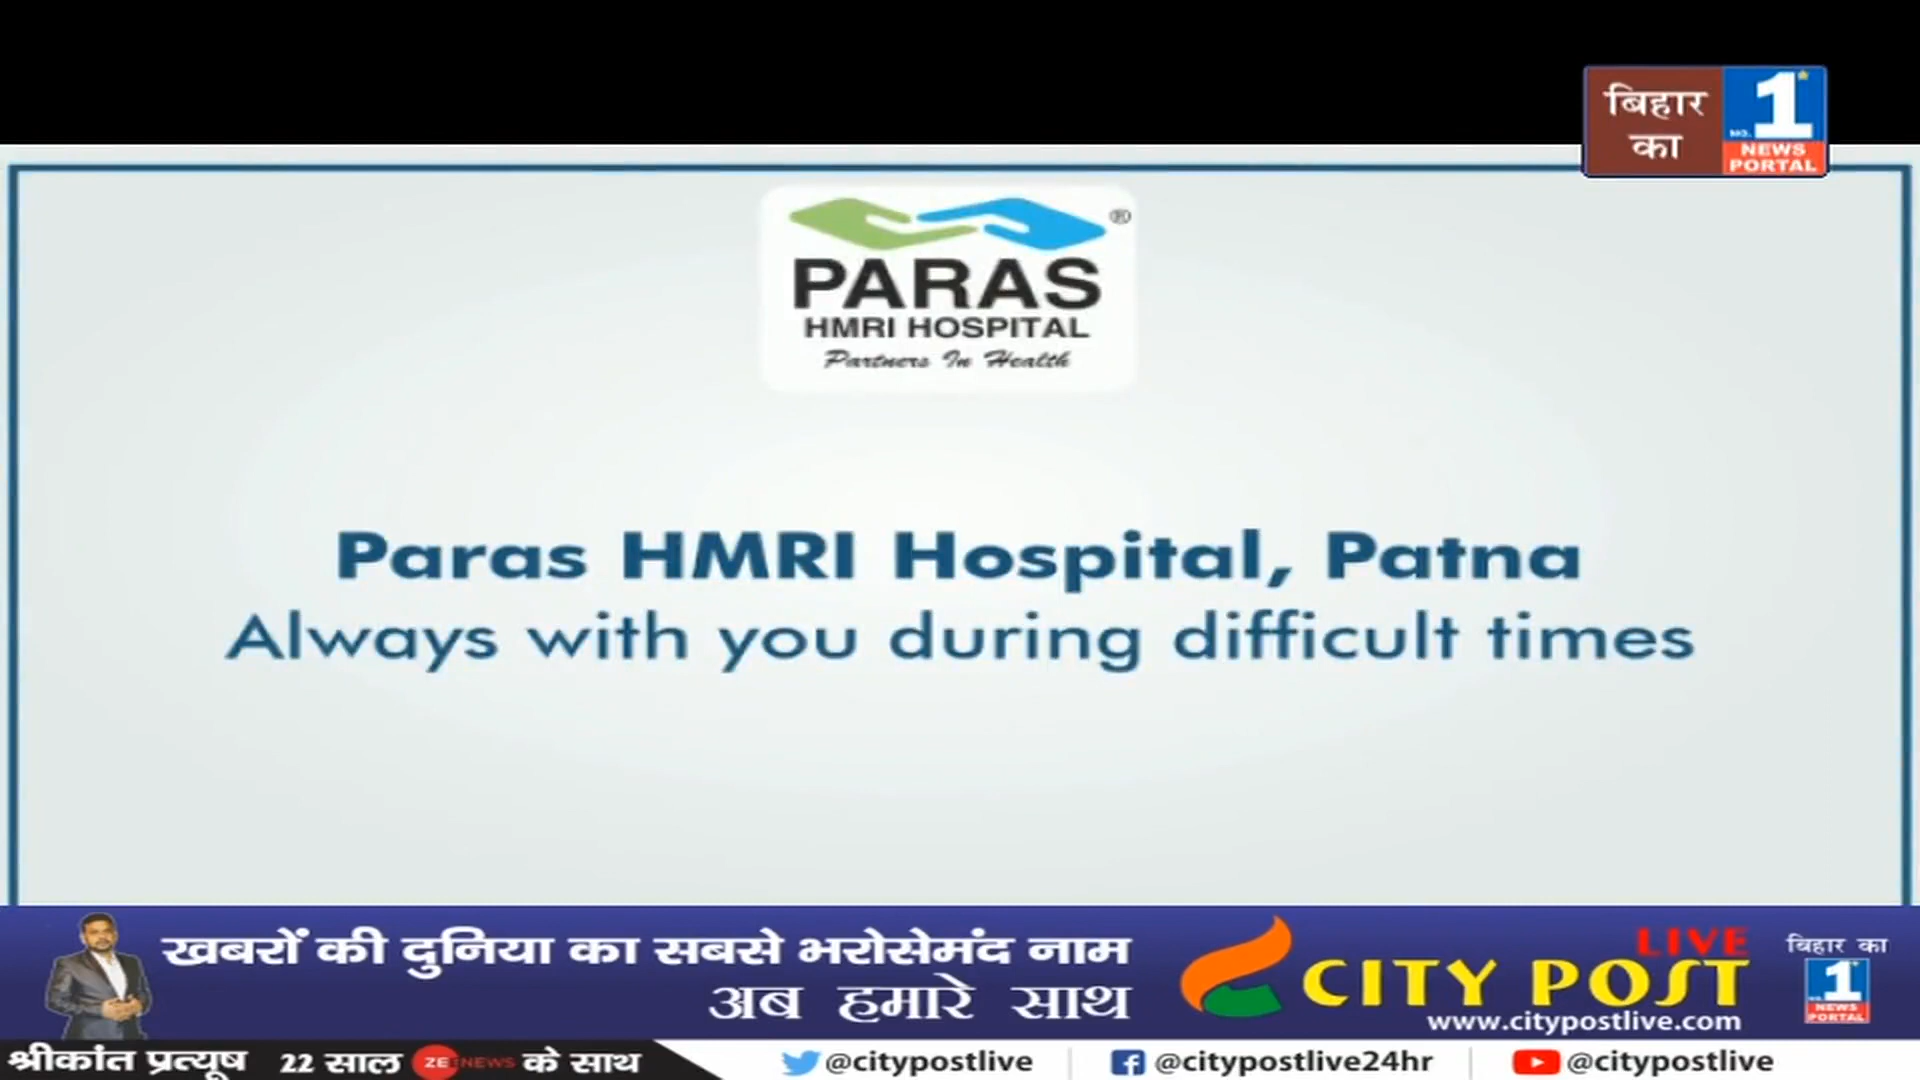 बिहार
का
NO. 1
NEWS
PORTAL
PARAS®
HMRI HOSPITAL
Partners In Health
Paras HMRI Hospital, Patna
Always with you during difficult times
खबरों की दुनिया का सबसे भरोसेमंद नाम
अब हमारे साथ
LIVE
CITY POST
www.citypostlive.com
बिहार का
NO. 1
NEWS
PORTAL
श्रीकांत प्रत्यूष 22 साल ZEE NEWS के साथ
@citypostlive
@citypostlive24hr
@citypostlive